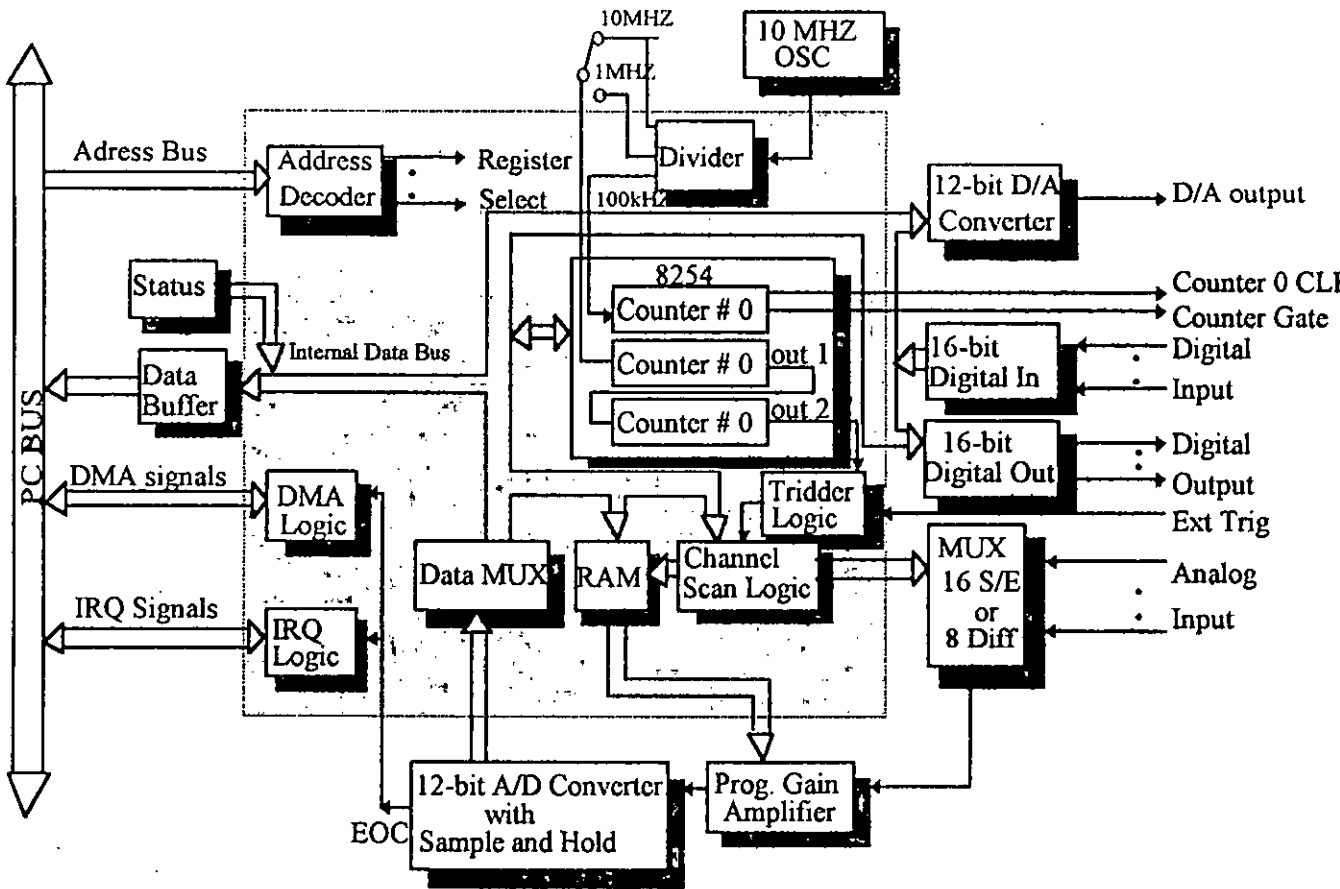 10MHZ
10 MHZ
OSC
1MHZ
Adress Bus
Address
Decoder
Register
Select
Divider
100kHZ
12-bit D/A
Converter
D/A output
Status
8254
Counter # 0
Counter 0 CLK
Counter Gate
Internal Data Bus
Data
Buffer
Counter # 0
out 1
16-bit
Digital In
Digital
Input
Counter # 0
out 2
16-bit
Digital Out
Digital
Output
PC BUS
DMA signals
DMA
Logic
Tridder
Logic
Ext Trig
Data MUX
RAM
Channel
Scan Logic
MUX
16 S/E
or
8 Diff
Analog
Input
IRQ Signals
IRQ
Logic
12-bit A/D Converter
with
Sample and Hold
EOC
Prog. Gain
Amplifier